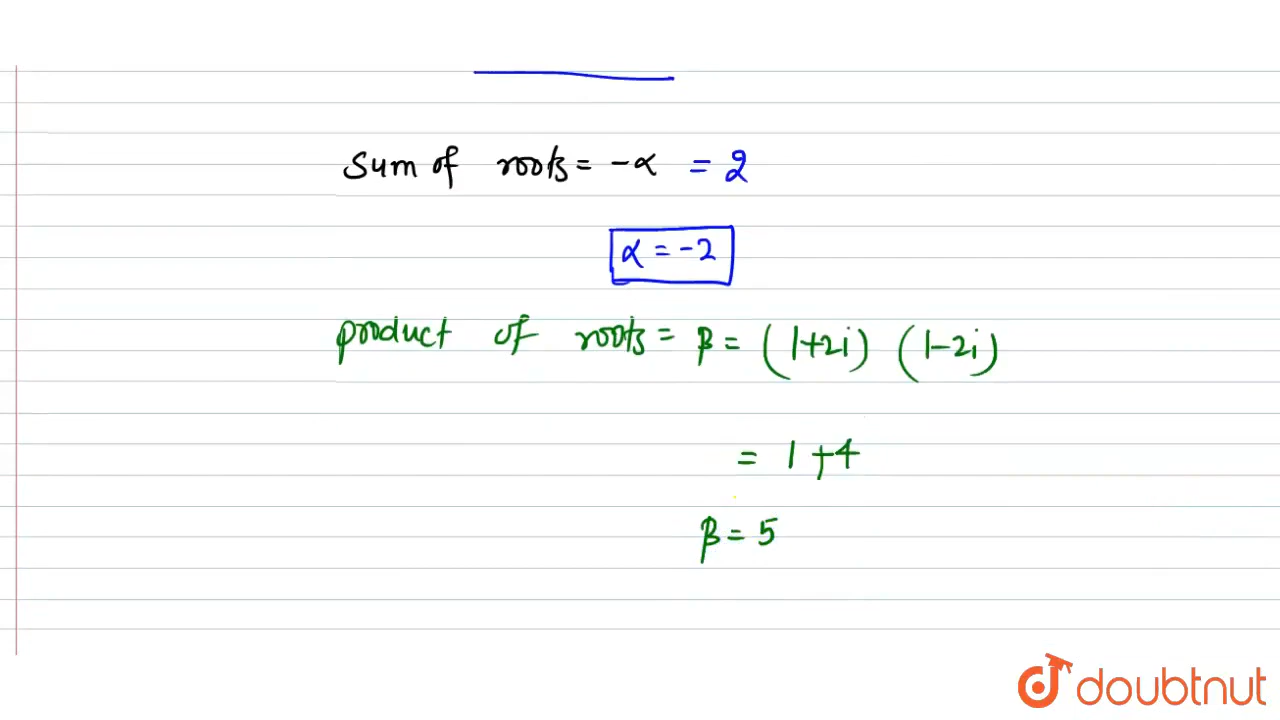 Sum of roots = -α = 2
α = -2
product of roots = β = (1+2i) (1-2i)
= 1 + 4
β = 5
doubtnut